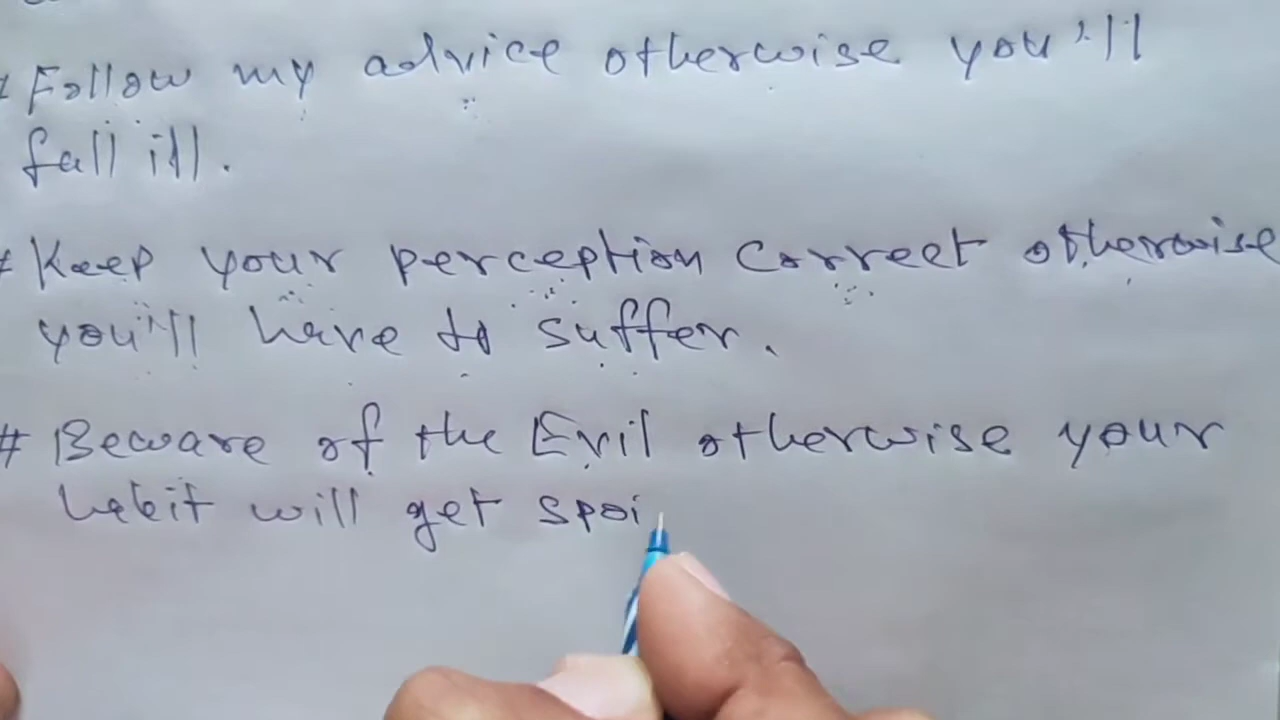 # Follow my advice otherwise you'll
fall ill.
# Keep your perception correct otherwise
you'll have to suffer.
# Beware of the Evil otherwise your
habit will get spoi